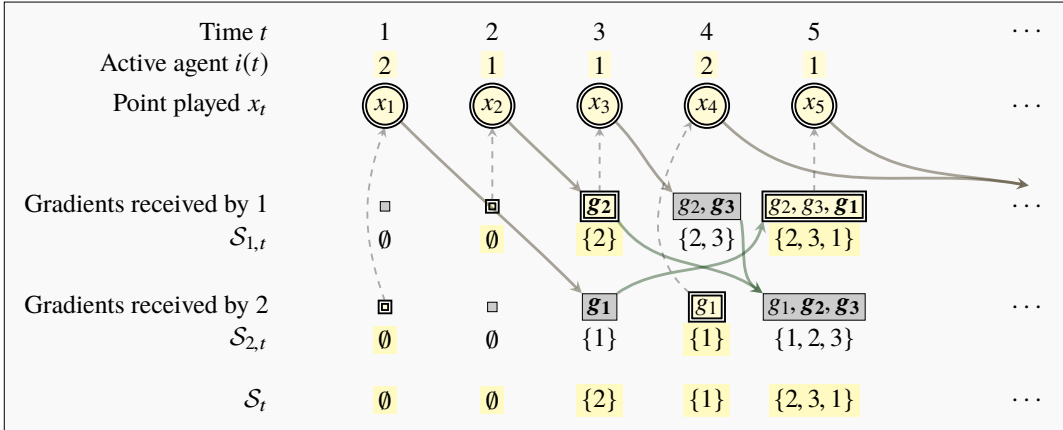 Time t 1 2 3 4 5 ···
Active agent i(t) 2 1 1 2 1
Point played xₜ x₁ x₂ x₃ x₄ x₅ ···
Gradients received by 1 g₂ g₂, g₃ g₂, g₃, g₁ ···
𝒮₁,ₜ ∅ ∅ {2} {2, 3} {2, 3, 1}
Gradients received by 2 g₁ g₁ g₁, g₂, g₃ ···
𝒮₂,ₜ ∅ ∅ {1} {1} {1, 2, 3}
𝒮ₜ ∅ ∅ {2} {1} {2, 3, 1} ···